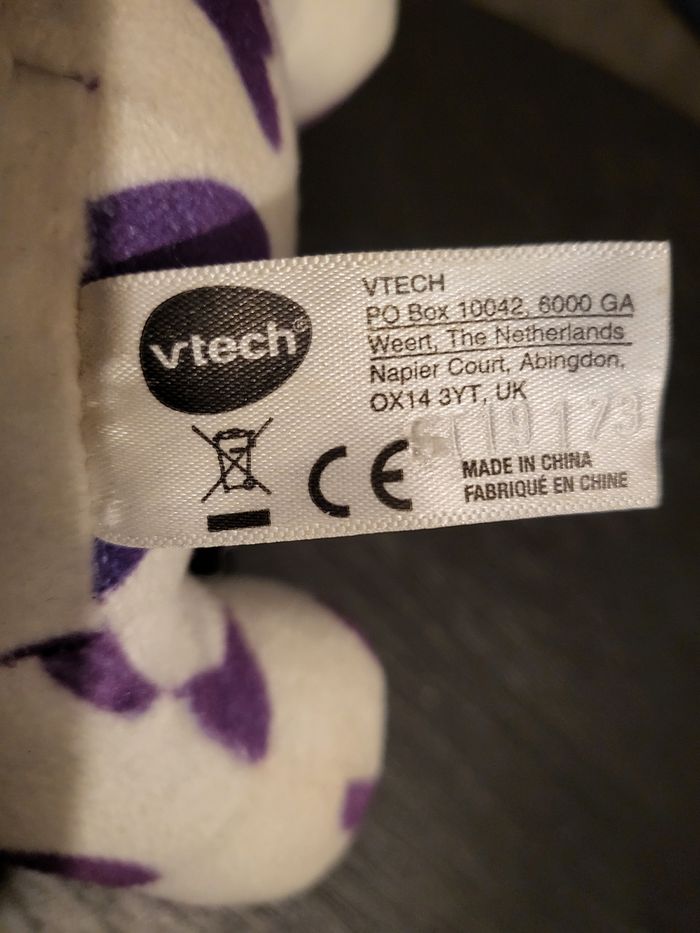 vtech®
VTECH
PO Box 10042, 6000 GA
Weert, The Netherlands
Napier Court, Abingdon,
OX14 3YT, UK
CE
MADE IN CHINA
FABRIQUÉ EN CHINE